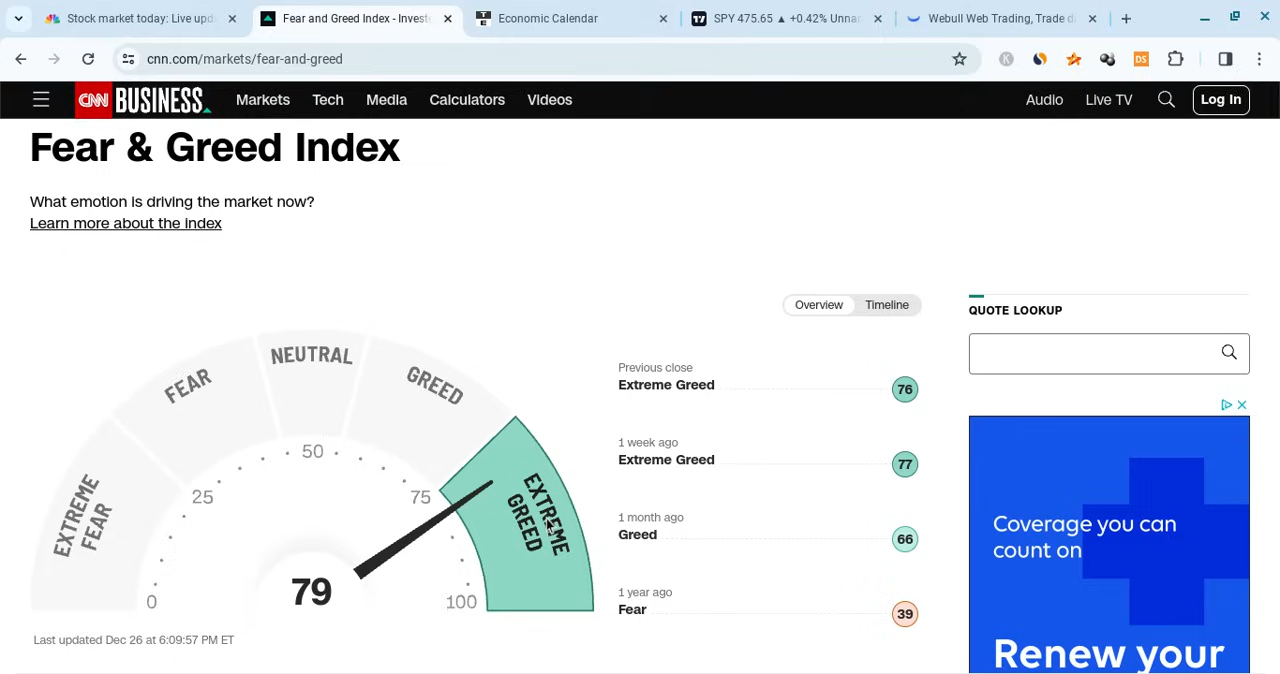 Stock market today: Live upd
Fear and Greed Index - Invest
Economic Calendar
SPY 475.65 ▲ +0.42% Unna
Webull Web Trading, Trade d
cnn.com/markets/fear-and-greed
CNN BUSINESS
Markets
Tech
Media
Calculators
Videos
Audio
Live TV
Log In
Fear & Greed Index
What emotion is driving the market now?
Learn more about the index
Overview
Timeline
EXTREME FEAR
FEAR
NEUTRAL
GREED
EXTREME GREED
0
25
50
75
100
79
Last updated Dec 26 at 6:09:57 PM ET
Previous close
Extreme Greed
76
1 week ago
Extreme Greed
77
1 month ago
Greed
66
1 year ago
Fear
39
QUOTE LOOKUP
Coverage you can
count on
Renew your
K
DS
TE
17